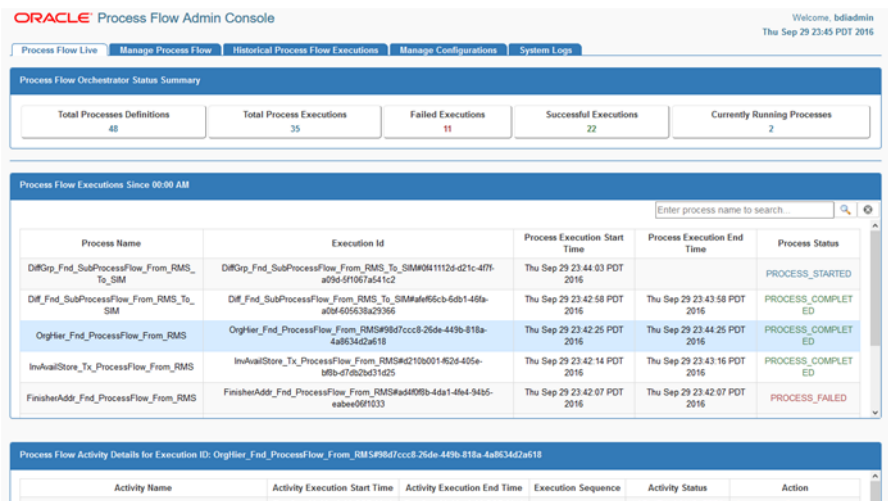 ORACLE Process Flow Admin Console
Welcome, bdiadmin
Thu Sep 29 23:45 PDT 2016
Process Flow Live
Manage Process Flow
Historical Process Flow Executions
Manage Configurations
System Logs
Process Flow Orchestrator Status Summary
Total Processes Definitions
48
Total Process Executions
35
Failed Executions
11
Successful Executions
22
Currently Running Processes
2
Process Flow Executions Since 00:00 AM
Enter process name to search...
Process Name
Execution Id
Process Execution Start
Time
Process Execution End
Time
Process Status
DiffGrp_Fnd_SubProcessFlow_From_RMS_
To_SIM
DiffGrp_Fnd_SubProcessFlow_From_RMS_To_SIM#0f41112d-d21c-4f7f-
a09d-5f1067a541c2
Thu Sep 29 23:44:03 PDT
2016
PROCESS_STARTED
Diff_Fnd_SubProcessFlow_From_RMS_To_
SIM
Diff_Fnd_SubProcessFlow_From_RMS_To_SIM#afef66cb-6db1-46fa-
a0bf-605638a29366
Thu Sep 29 23:42:58 PDT
2016
Thu Sep 29 23:43:58 PDT
2016
PROCESS_COMPLET
ED
OrgHier_Fnd_ProcessFlow_From_RMS
OrgHier_Fnd_ProcessFlow_From_RMS#98d7ccc8-26de-449b-818a-
4a8634d2a618
Thu Sep 29 23:42:25 PDT
2016
Thu Sep 29 23:44:25 PDT
2016
PROCESS_COMPLET
ED
InvAvailStore_Tx_ProcessFlow_From_RMS
InvAvailStore_Tx_ProcessFlow_From_RMS#d210b001-f62d-405e-
bf8b-d7db2bd31d25
Thu Sep 29 23:42:14 PDT
2016
Thu Sep 29 23:43:16 PDT
2016
PROCESS_COMPLET
ED
FinisherAddr_Fnd_ProcessFlow_From_RMS
FinisherAddr_Fnd_ProcessFlow_From_RMS#ad4f0f8b-4da1-4fe4-94b5-
eabee06f1033
Thu Sep 29 23:42:07 PDT
2016
Thu Sep 29 23:42:07 PDT
2016
PROCESS_FAILED
Process Flow Activity Details for Execution ID: OrgHier_Fnd_ProcessFlow_From_RMS#98d7ccc8-26de-449b-818a-4a8634d2a618
Activity Name
Activity Execution Start Time
Activity Execution End Time
Execution Sequence
Activity Status
Action